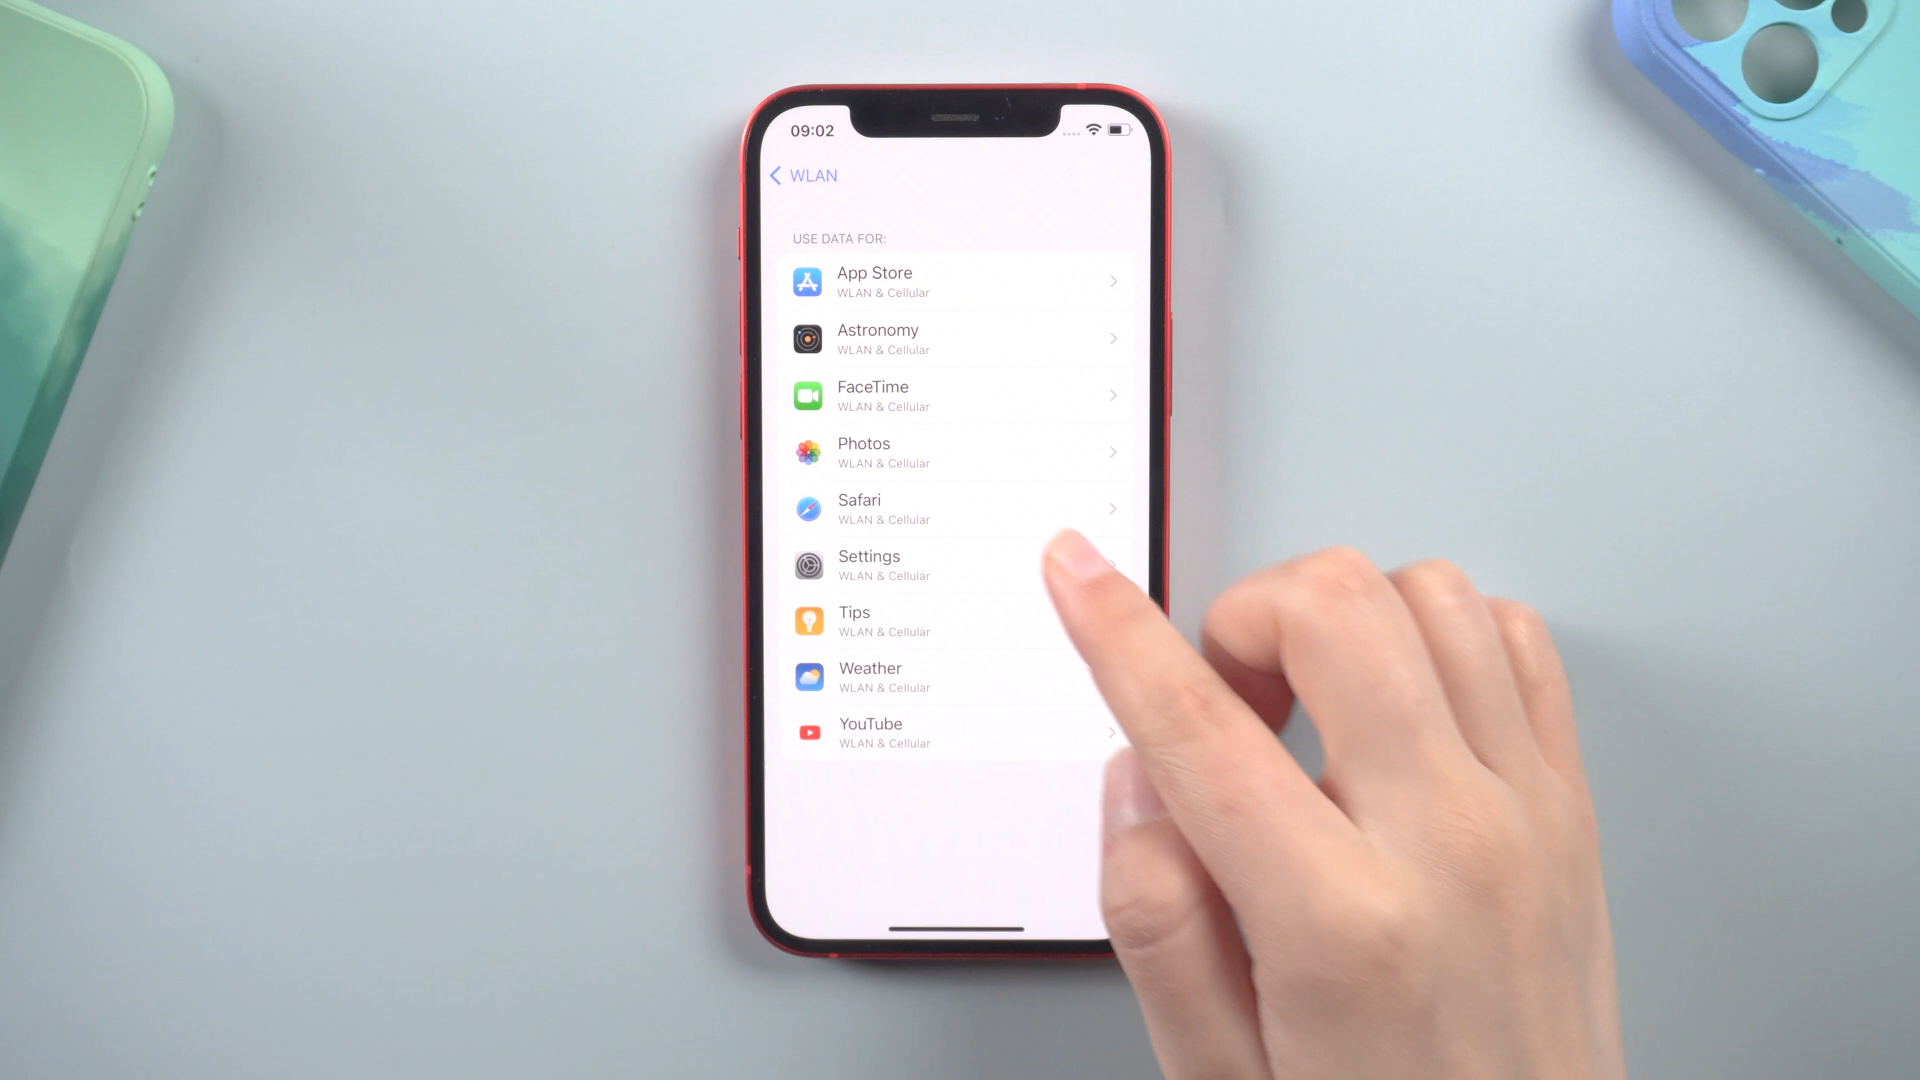 09:02
WLAN
USE DATA FOR:
App Store
WLAN & Cellular
Astronomy
WLAN & Cellular
FaceTime
WLAN & Cellular
Photos
WLAN & Cellular
Safari
WLAN & Cellular
Settings
WLAN & Cellular
Tips
WLAN & Cellular
Weather
WLAN & Cellular
YouTube
WLAN & Cellular